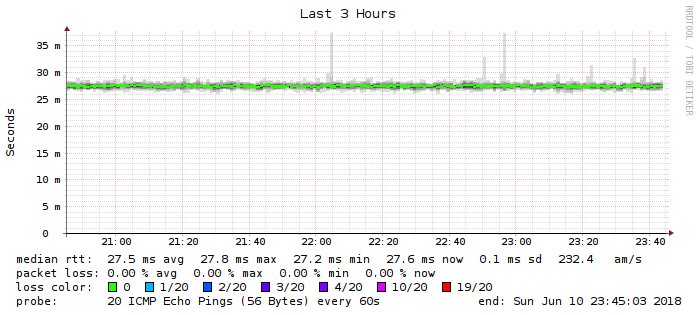 Last 3 Hours
RRDTOOL / TOBI OETIKER
Seconds
35 m
30 m
25 m
20 m
15 m
10 m
5 m
0
21:00 21:20 21:40 22:00 22:20 22:40 23:00 23:20 23:40
median rtt: 27.5 ms avg 27.8 ms max 27.2 ms min 27.6 ms now 0.1 ms sd 232.4 am/s
packet loss: 0.00 % avg 0.00 % max 0.00 % min 0.00 % now
loss color: 0 1/20 2/20 3/20 4/20 10/20 19/20
probe: 20 ICMP Echo Pings (56 Bytes) every 60s end: Sun Jun 10 23:45:03 2018